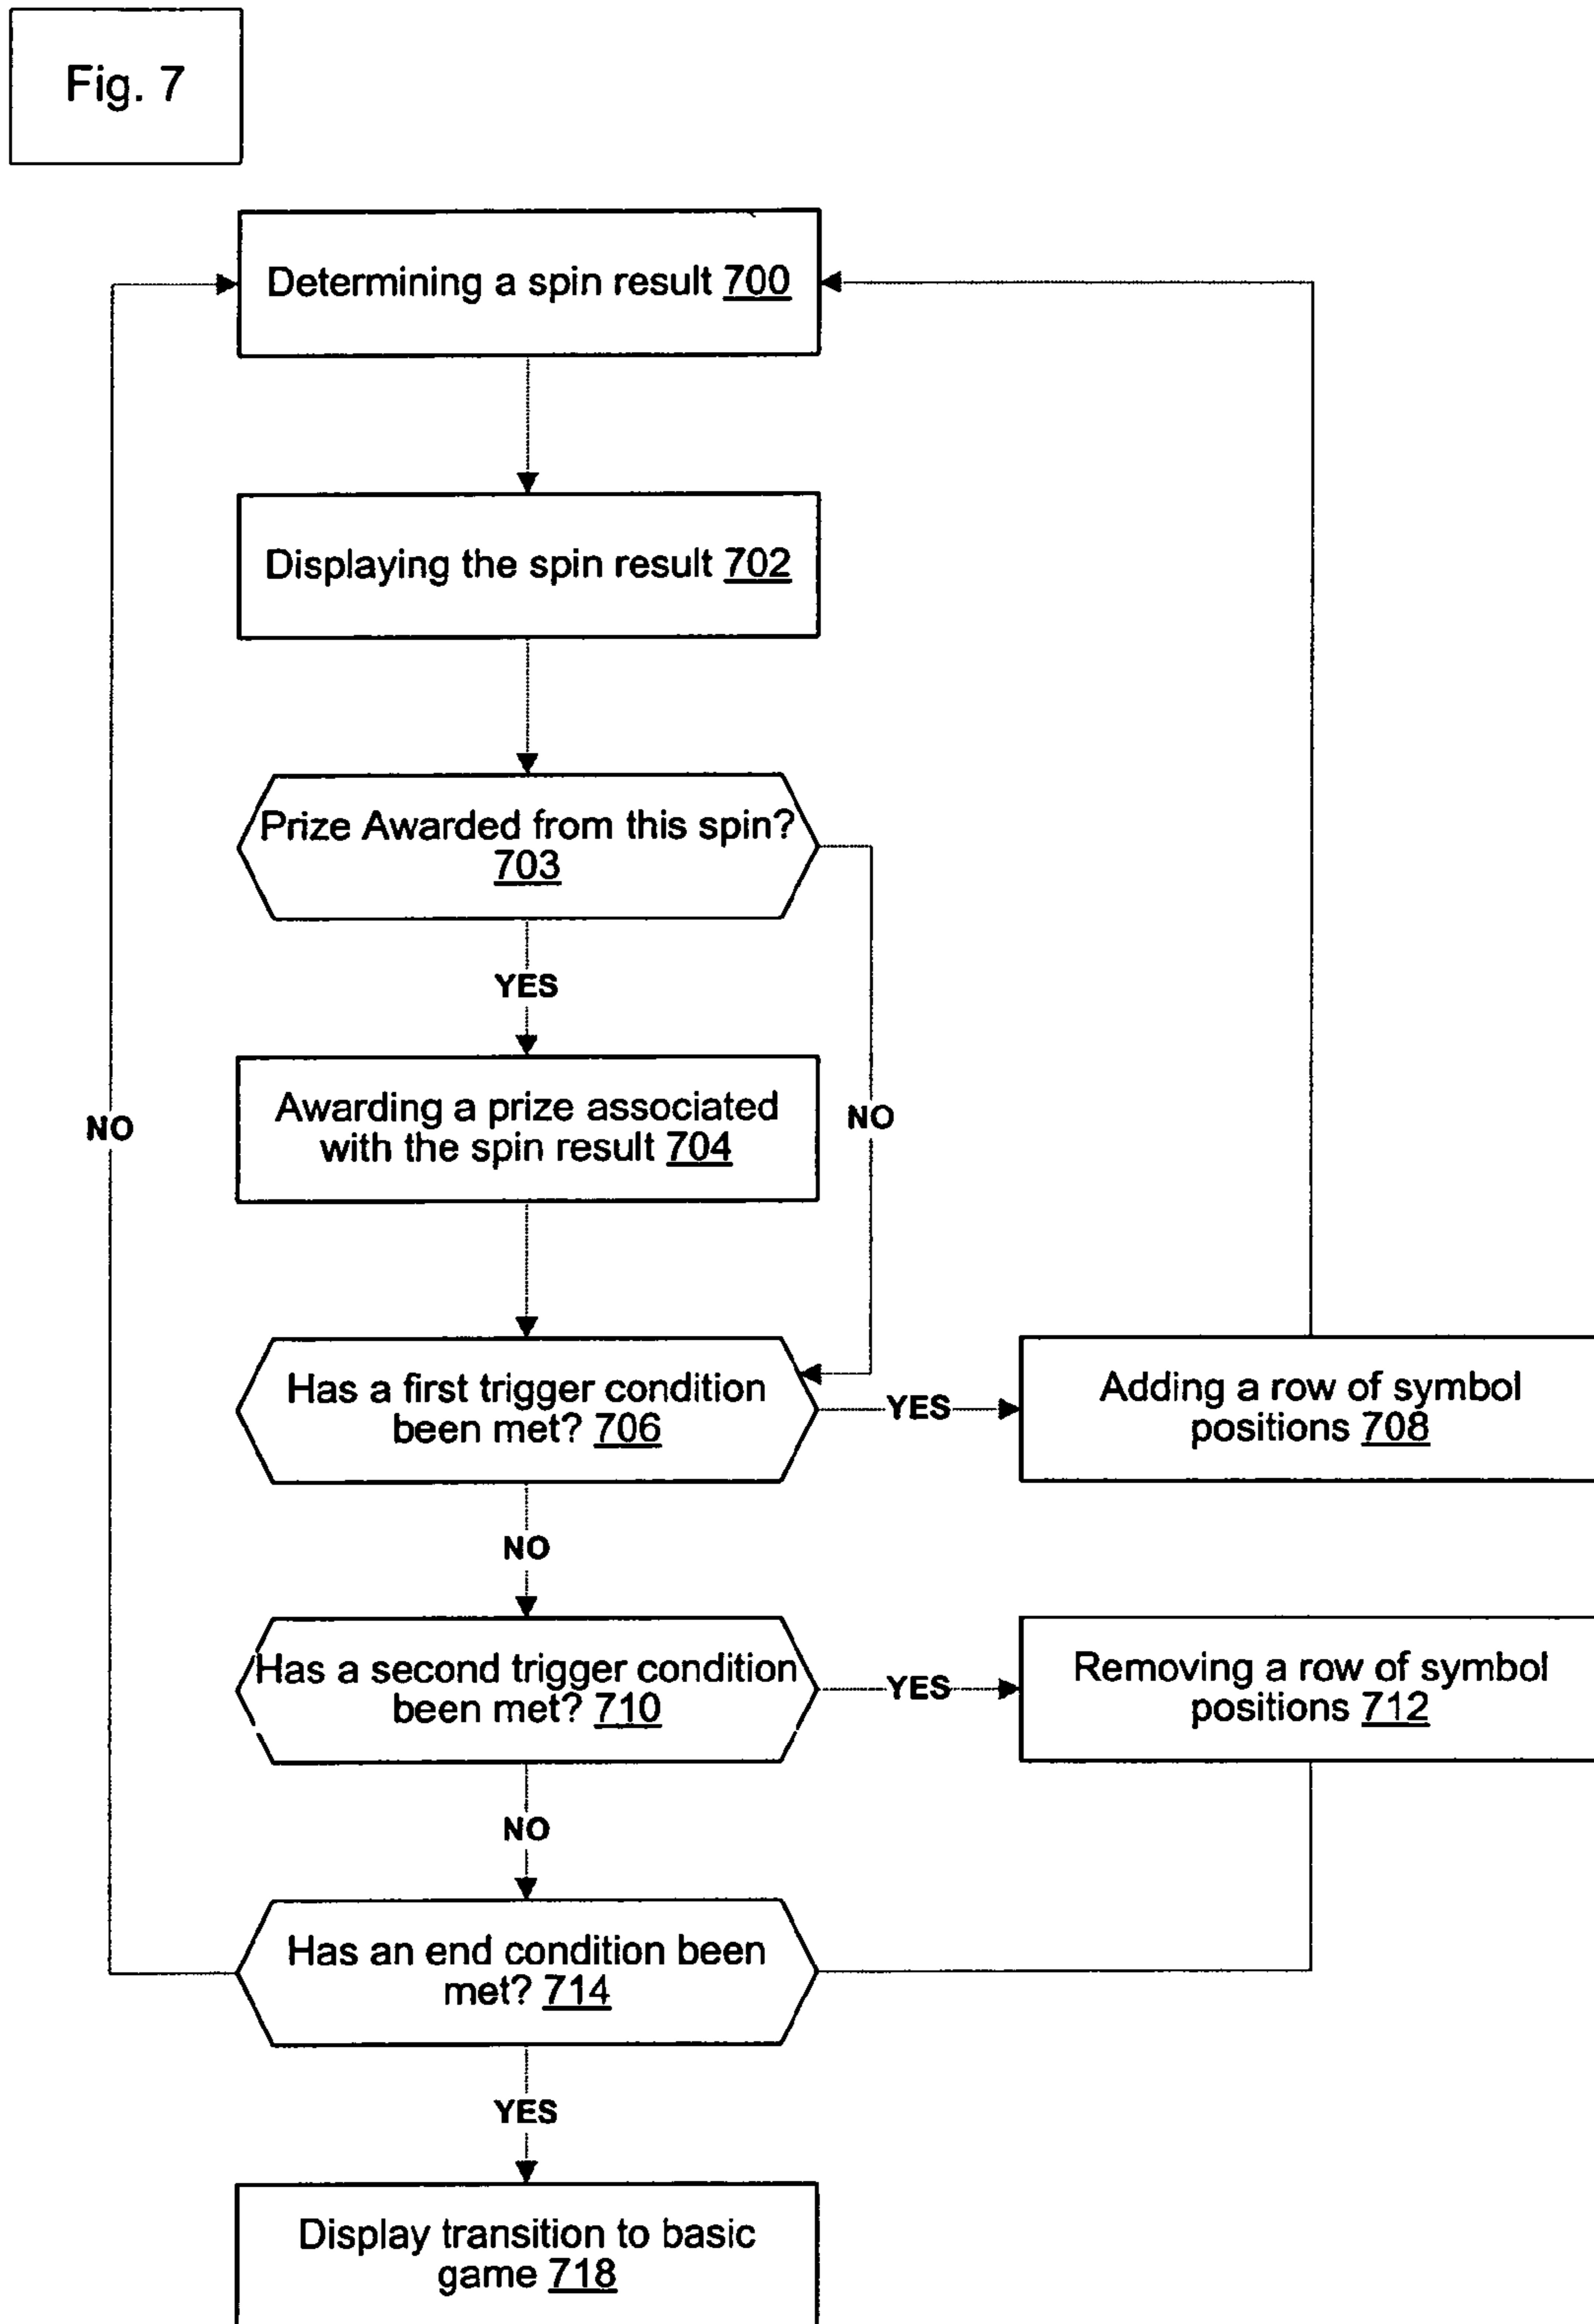 Fig. 7
Determining a spin result 700
Displaying the spin result 702
Prize Awarded from this spin?
703
YES
NO
Awarding a prize associated
with the spin result 704
NO
Has a first trigger condition
been met? 706
YES
Adding a row of symbol
positions 708
NO
Has a second trigger condition
been met? 710
YES
Removing a row of symbol
positions 712
NO
Has an end condition been
met? 714
YES
Display transition to basic
game 718